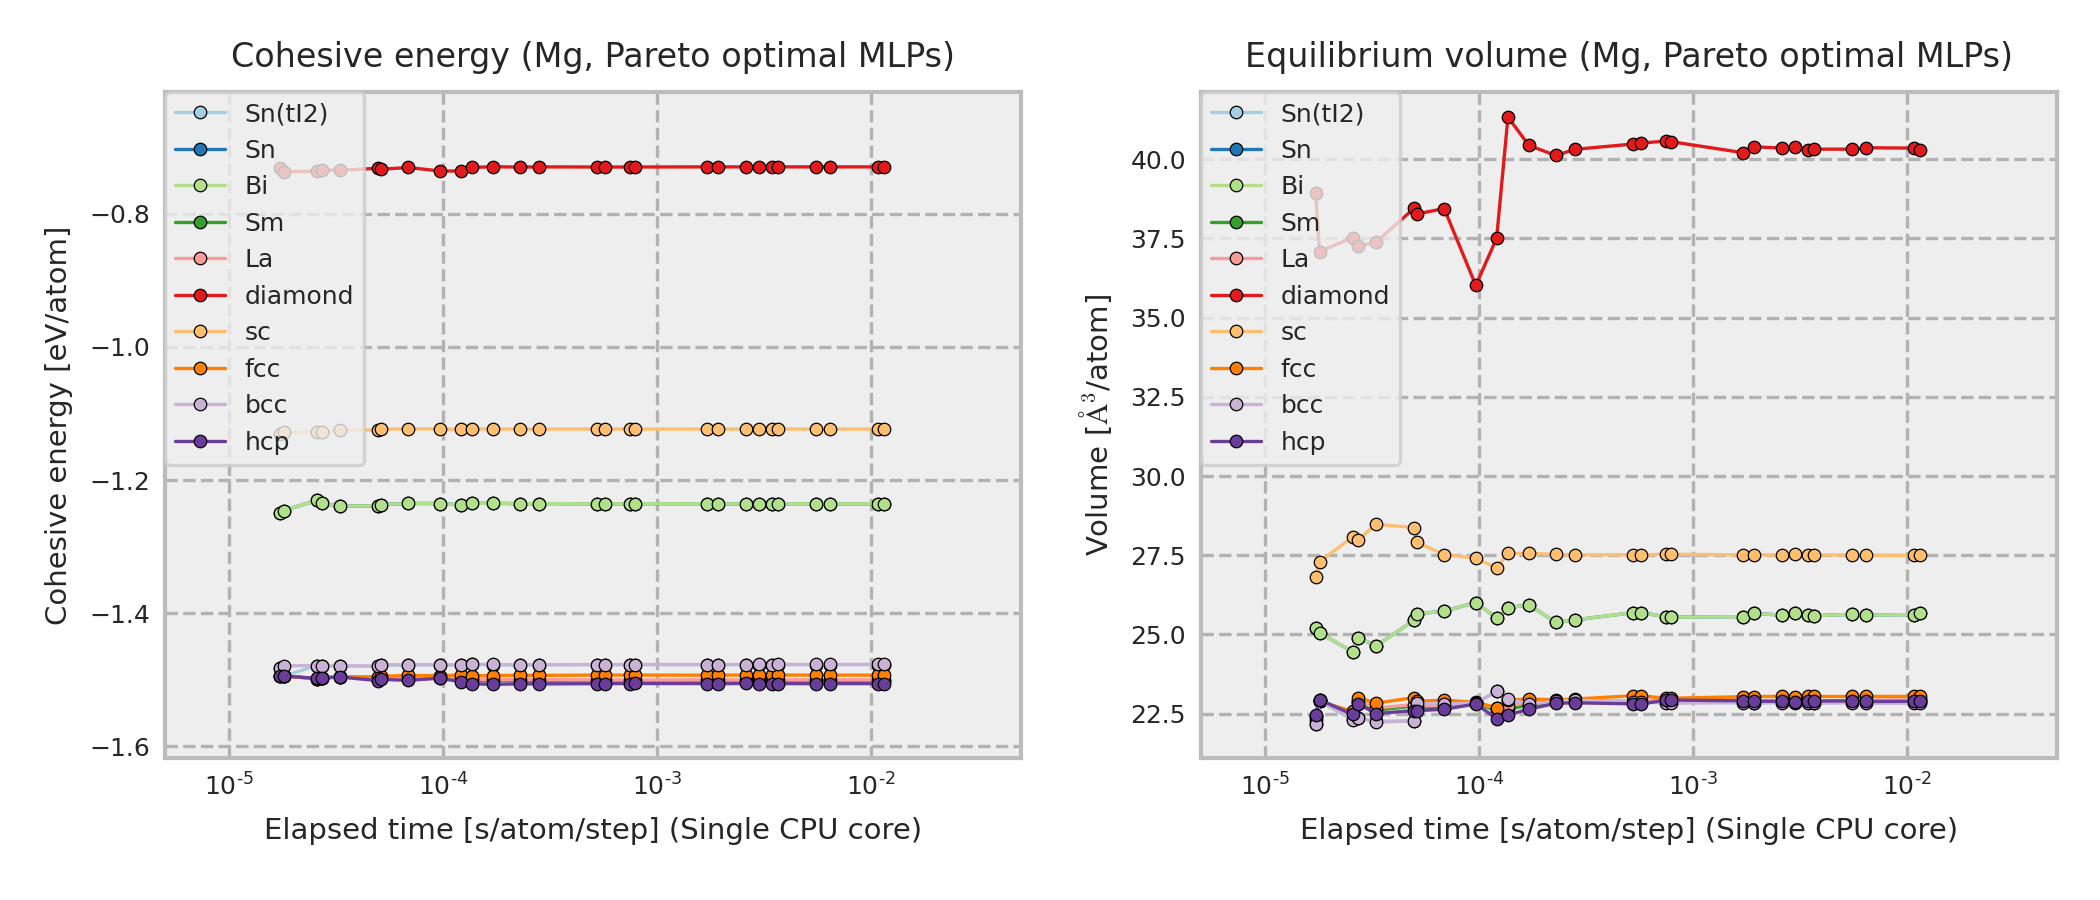 Cohesive energy (Mg, Pareto optimal MLPs)
Sn(tI2)
Sn
Bi
Sm
La
diamond
sc
fcc
bcc
hcp
−0.8
−1.0
−1.2
−1.4
−1.6
Cohesive energy [eV/atom]
10^-5 10^-4 10^-3 10^-2
Elapsed time [s/atom/step] (Single CPU core)
Equilibrium volume (Mg, Pareto optimal MLPs)
Sn(tI2)
Sn
Bi
Sm
La
diamond
sc
fcc
bcc
hcp
40.0
37.5
35.0
32.5
30.0
27.5
25.0
22.5
Volume [Å^3/atom]
10^-5 10^-4 10^-3 10^-2
Elapsed time [s/atom/step] (Single CPU core)